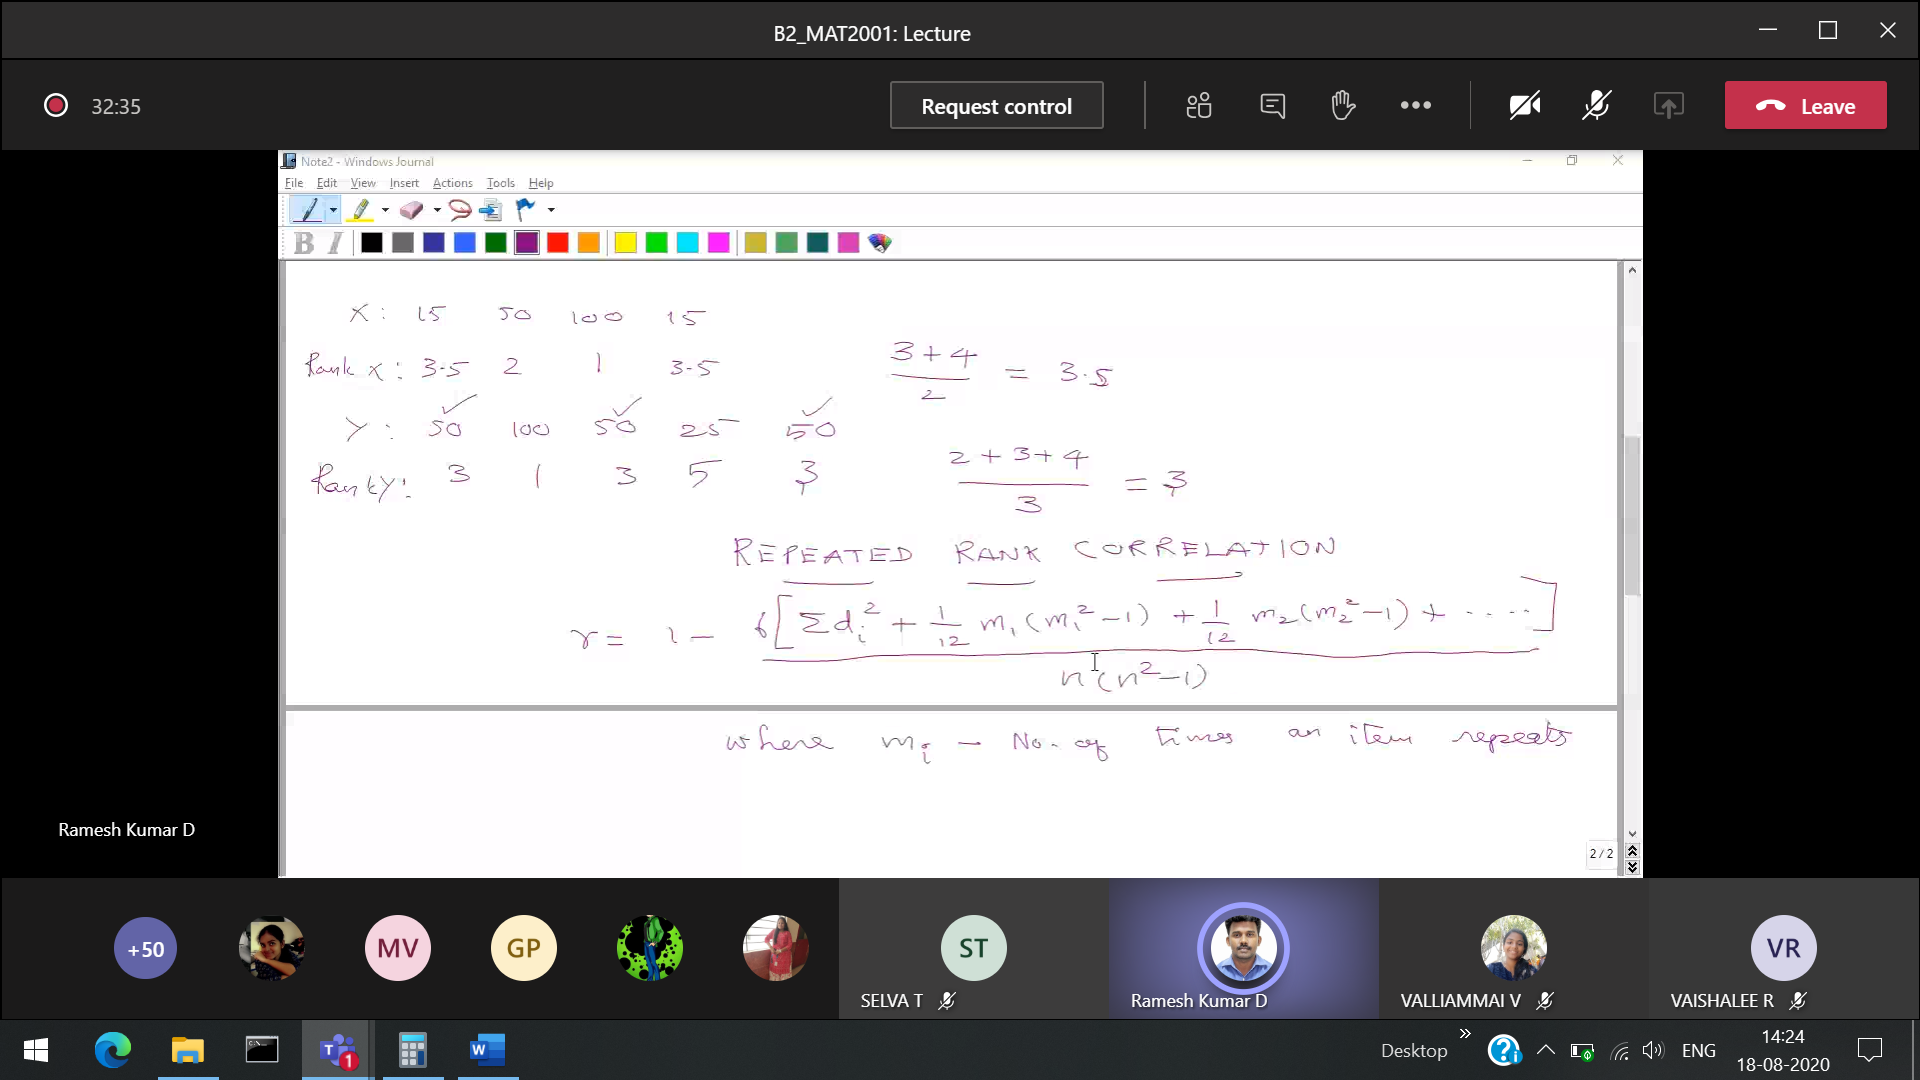 B2_MAT2001: Lecture
32:35
Request control
Leave
Note2 - Windows Journal
File Edit View Insert Actions Tools Help
B I
X: 15 50 100 15
Rank X: 3.5 2 1 3.5
3+4/2 = 3.5
Y: 50 100 50 25 50
Rank Y: 3 1 3 5 3
2+3+4/3 = 3
REPEATED RANK CORRELATION
r = 1 - 6[Σd_i² + 1/12 m₁(m₁²-1) + 1/12 m₂(m₂²-1) + ....]/n(n²-1)
where m_i - No. of times an item repeats
2 / 2
Ramesh Kumar D
+50
MV
GP
ST
VR
SELVA T
Ramesh Kumar D
VALLIAMMAI V
VAISHALEE R
T
1
W
Desktop
»
ENG
14:24
18-08-2020